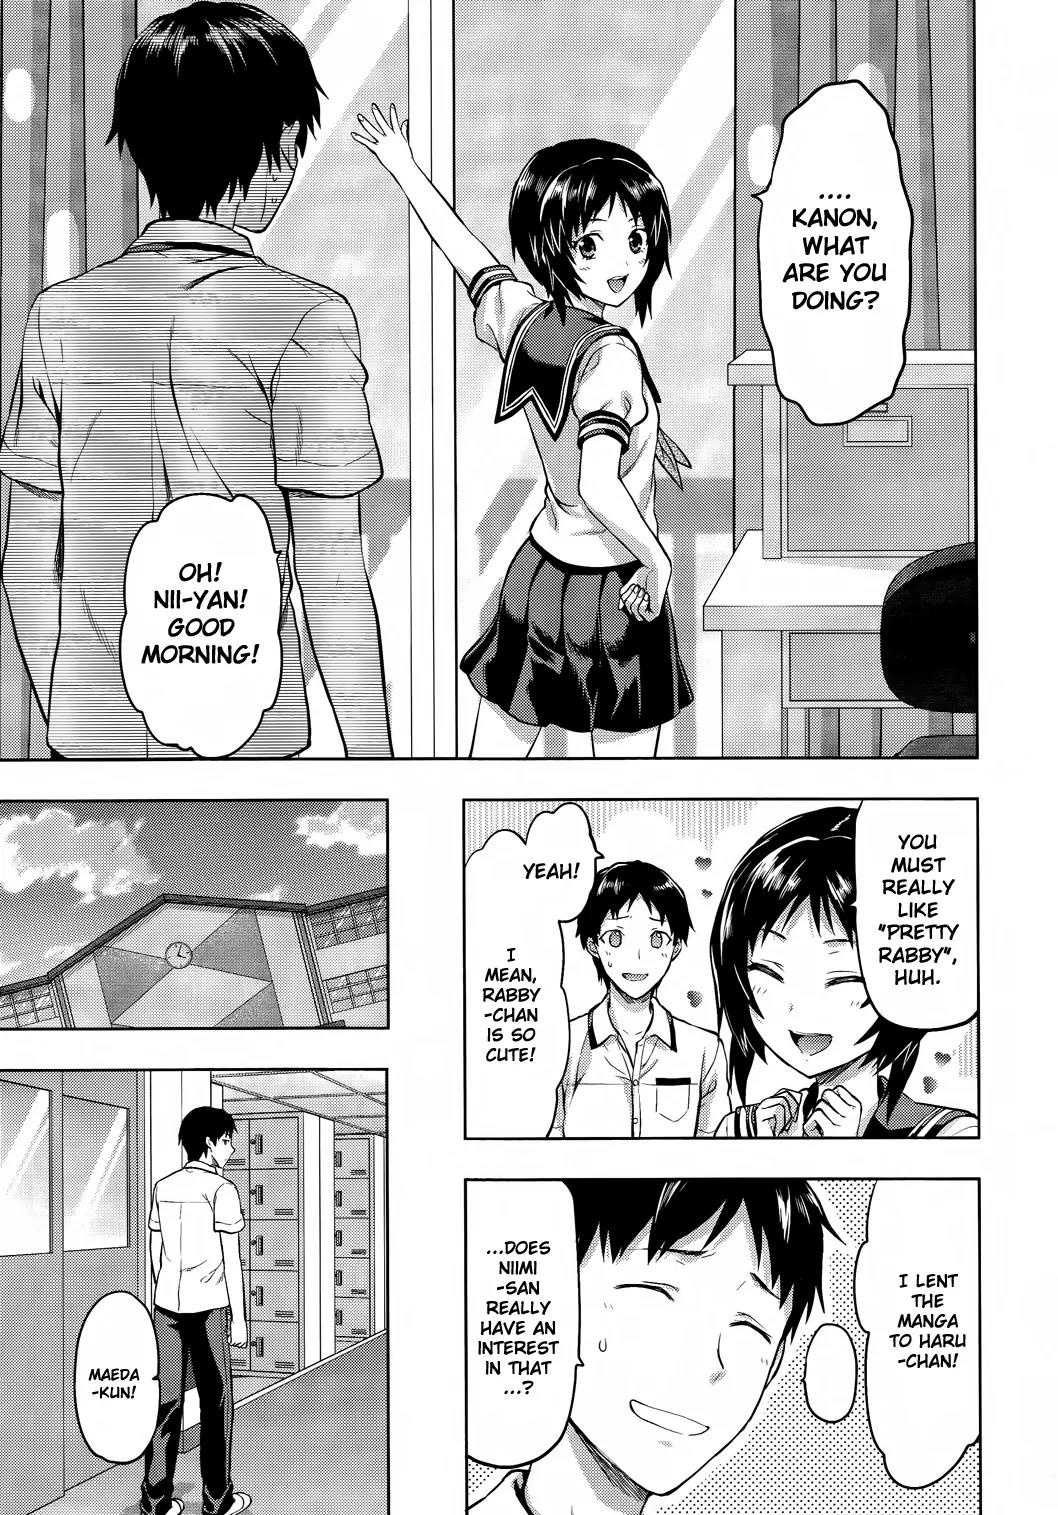 ....
KANON,
WHAT
ARE YOU
DOING?
OH!
NII-YAN!
GOOD
MORNING!
YOU
MUST
REALLY
LIKE
"PRETTY
RABBY",
HUH.
YEAH!
I
MEAN,
RABBY
-CHAN
IS SO
CUTE!
I LENT
THE
MANGA
TO HARU
-CHAN!
...DOES
NIIMI
-SAN
REALLY
HAVE AN
INTEREST
IN THAT
...?
MAEDA
-KUN!